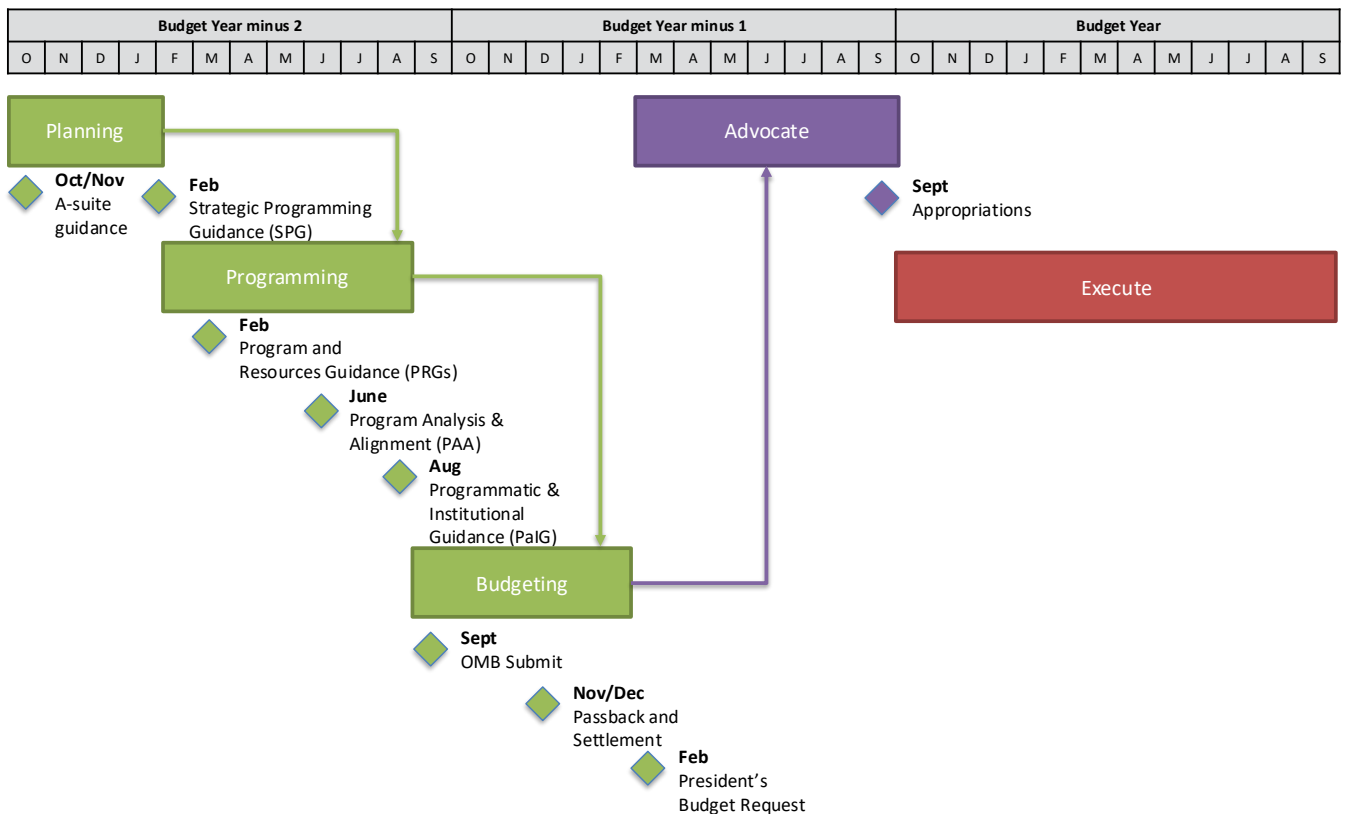 Budget Year minus 2 Budget Year minus 1 Budget Year
O N D J F M A M J J A S O N D J F M A M J J A S O N D J F M A M J J A S
Planning
Advocate
Oct/Nov
A-suite
guidance
Feb
Strategic Programming
Guidance (SPG)
Sept
Appropriations
Programming
Execute
Feb
Program and
Resources Guidance (PRGs)
June
Program Analysis &
Alignment (PAA)
Aug
Programmatic &
Institutional
Guidance (PaIG)
Budgeting
Sept
OMB Submit
Nov/Dec
Passback and
Settlement
Feb
President’s
Budget Request